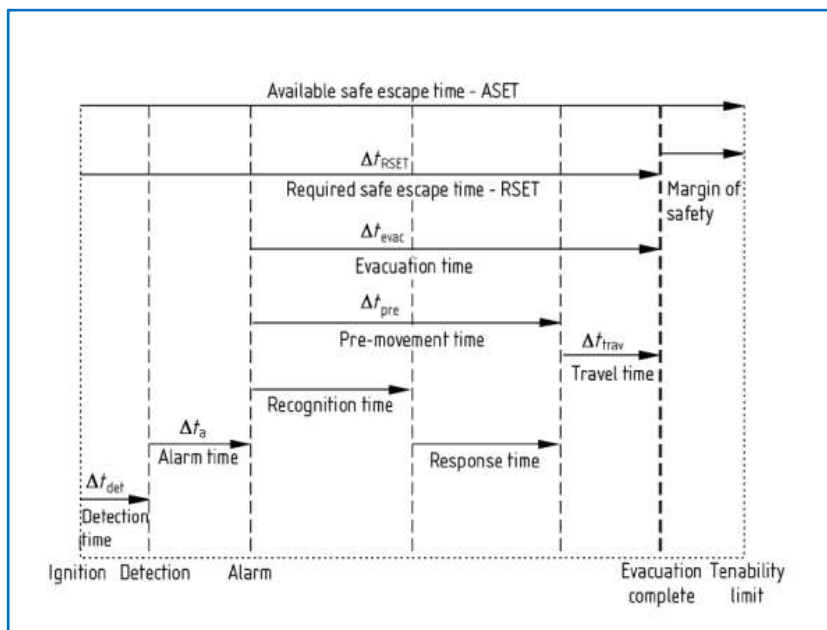 Available safe escape time - ASET
Δt_RSET
Required safe escape time - RSET
Margin of
safety
Δt_evac
Evacuation time
Δt_pre
Pre-movement time
Δt_trav
Travel time
Recognition time
Δt_a
Alarm time
Response time
Δt_det
Detection
time
Ignition Detection Alarm Evacuation Tenability
complete limit